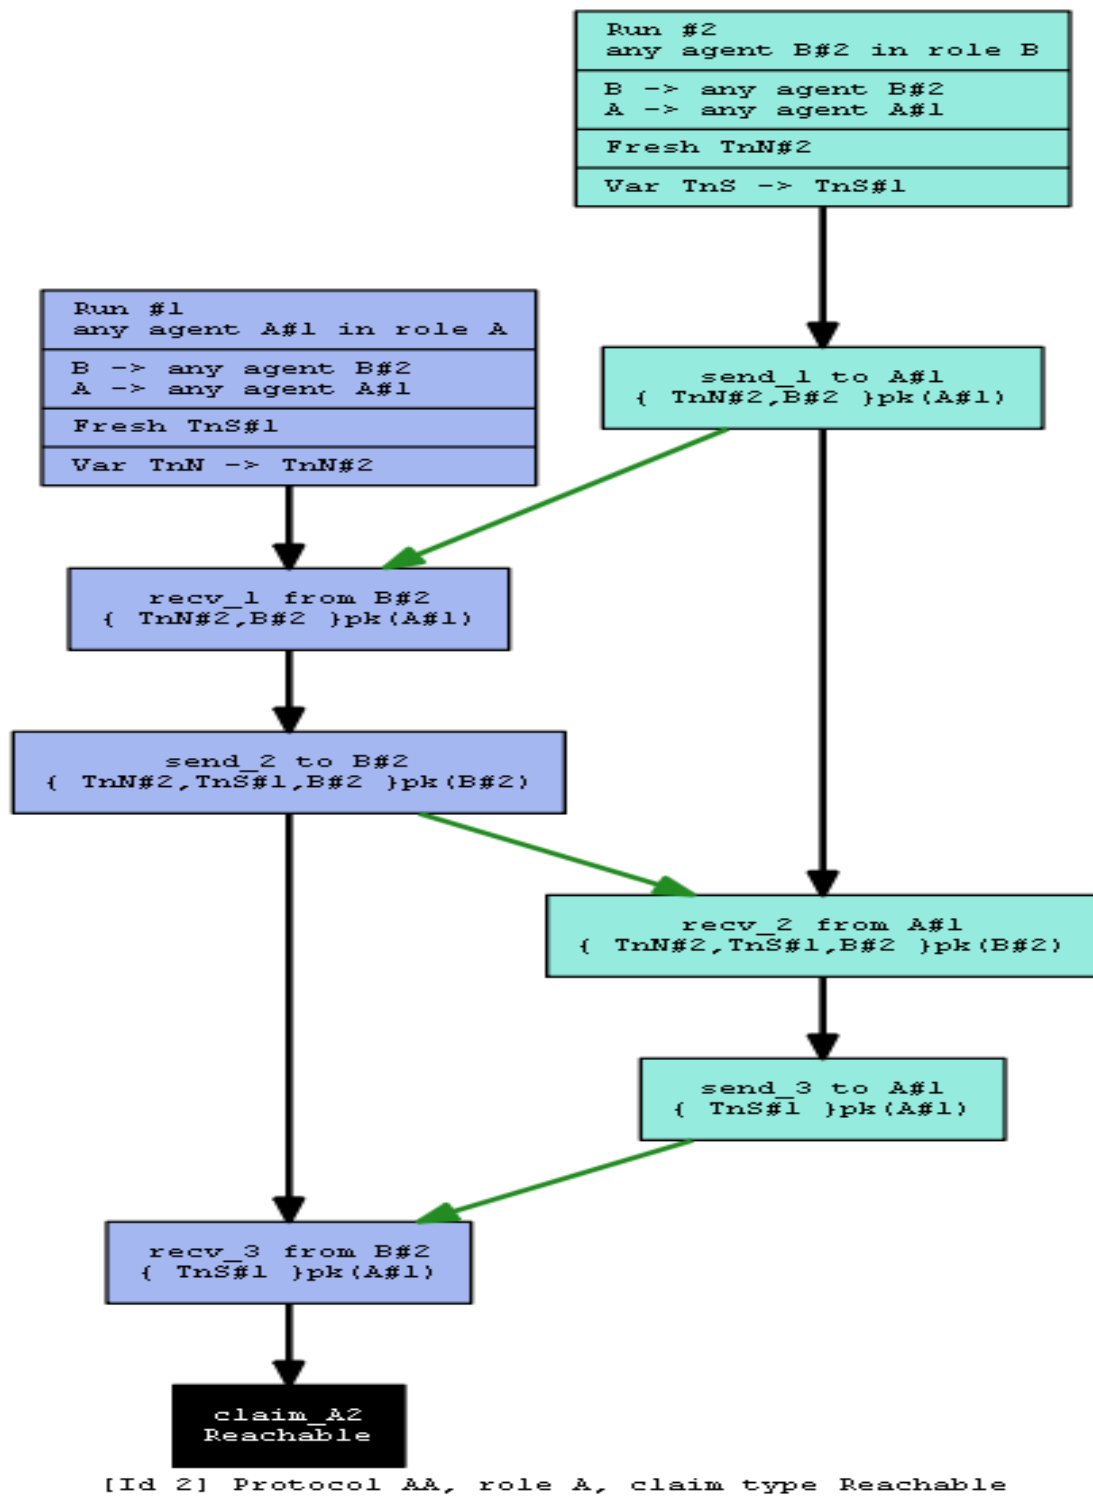 Run #2
any agent B#2 in role B
B -> any agent B#2
A -> any agent A#1
Fresh TnN#2
Var TnS -> TnS#1
Run #1
any agent A#1 in role A
B -> any agent B#2
A -> any agent A#1
Fresh TnS#1
Var TnN -> TnN#2
send_1 to A#1
{ TnN#2,B#2 }pk(A#1)
recv_1 from B#2
{ TnN#2,B#2 }pk(A#1)
send_2 to B#2
{ TnN#2,TnS#1,B#2 }pk(B#2)
recv_2 from A#1
{ TnN#2,TnS#1,B#2 }pk(B#2)
send_3 to A#1
{ TnS#1 }pk(A#1)
recv_3 from B#2
{ TnS#1 }pk(A#1)
claim_A2
Reachable
[Id 2] Protocol AA, role A, claim type Reachable